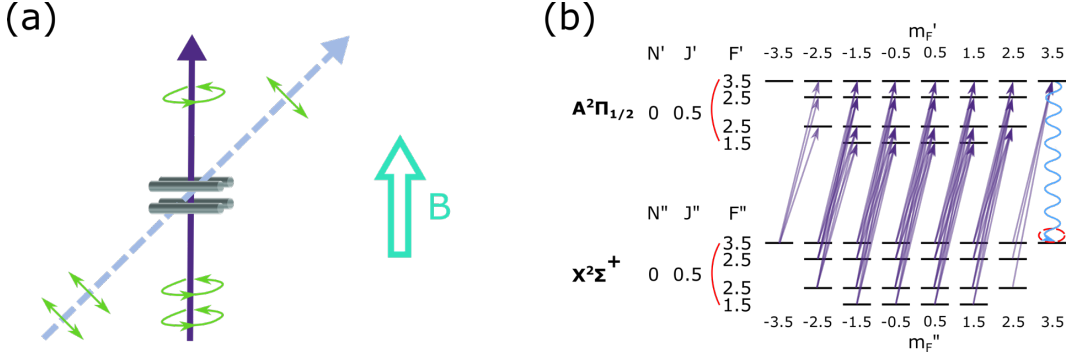 (a)
B
(b)
m_F'
N' J' F' -3.5 -2.5 -1.5 -0.5 0.5 1.5 2.5 3.5
3.5
2.5
A²Π₁/₂ 0 0.5
2.5
1.5
N" J" F"
3.5
2.5
X²Σ⁺ 0 0.5
2.5
1.5
-3.5 -2.5 -1.5 -0.5 0.5 1.5 2.5 3.5
m_F"